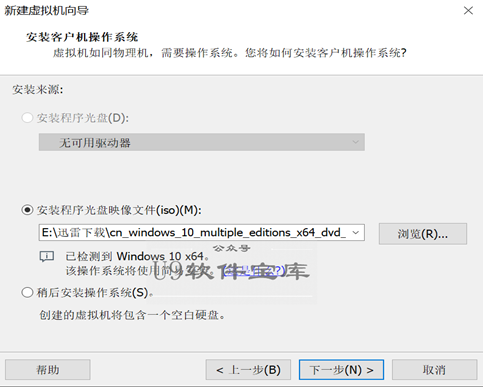 新建虚拟机向导
安装客户机操作系统
虚拟机如同物理机，需要操作系统。您将如何安装客户机操作系统?
安装来源:
安装程序光盘(D):
无可用驱动器
安装程序光盘映像文件(iso)(M):
E:\迅雷下载\cn_windows_10_multiple_editions_x64_dvd_
浏览(R)...
公众号
已检测到 Windows 10 x64。
该操作系统将使用简易安装。(这是什么?)
U9软件宝库
稍后安装操作系统(S)。
创建的虚拟机将包含一个空白硬盘。
帮助
< 上一步(B)
下一步(N) >
取消